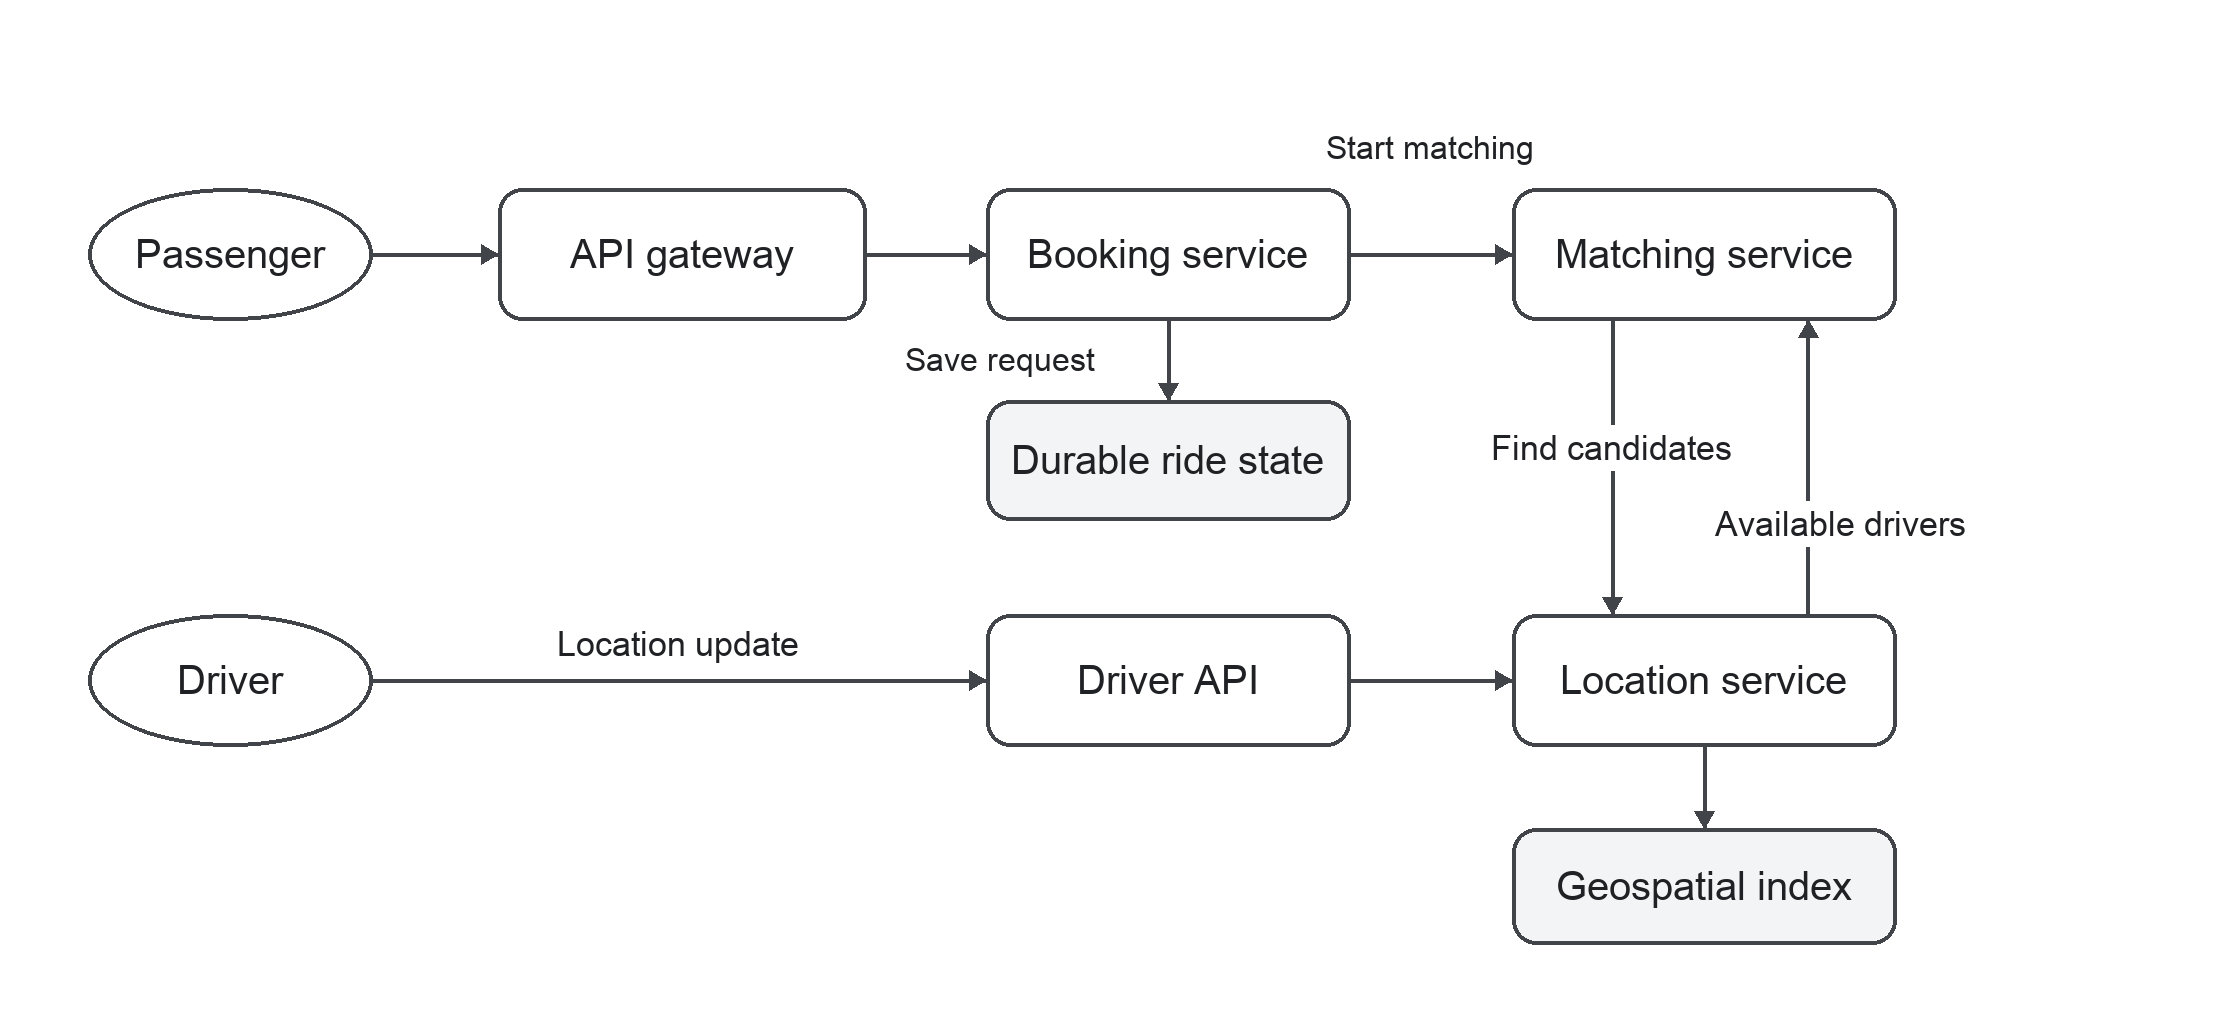 Start matching
Passenger
API gateway
Booking service
Matching service
Save request
Durable ride state
Find candidates
Available drivers
Location update
Driver
Driver API
Location service
Geospatial index